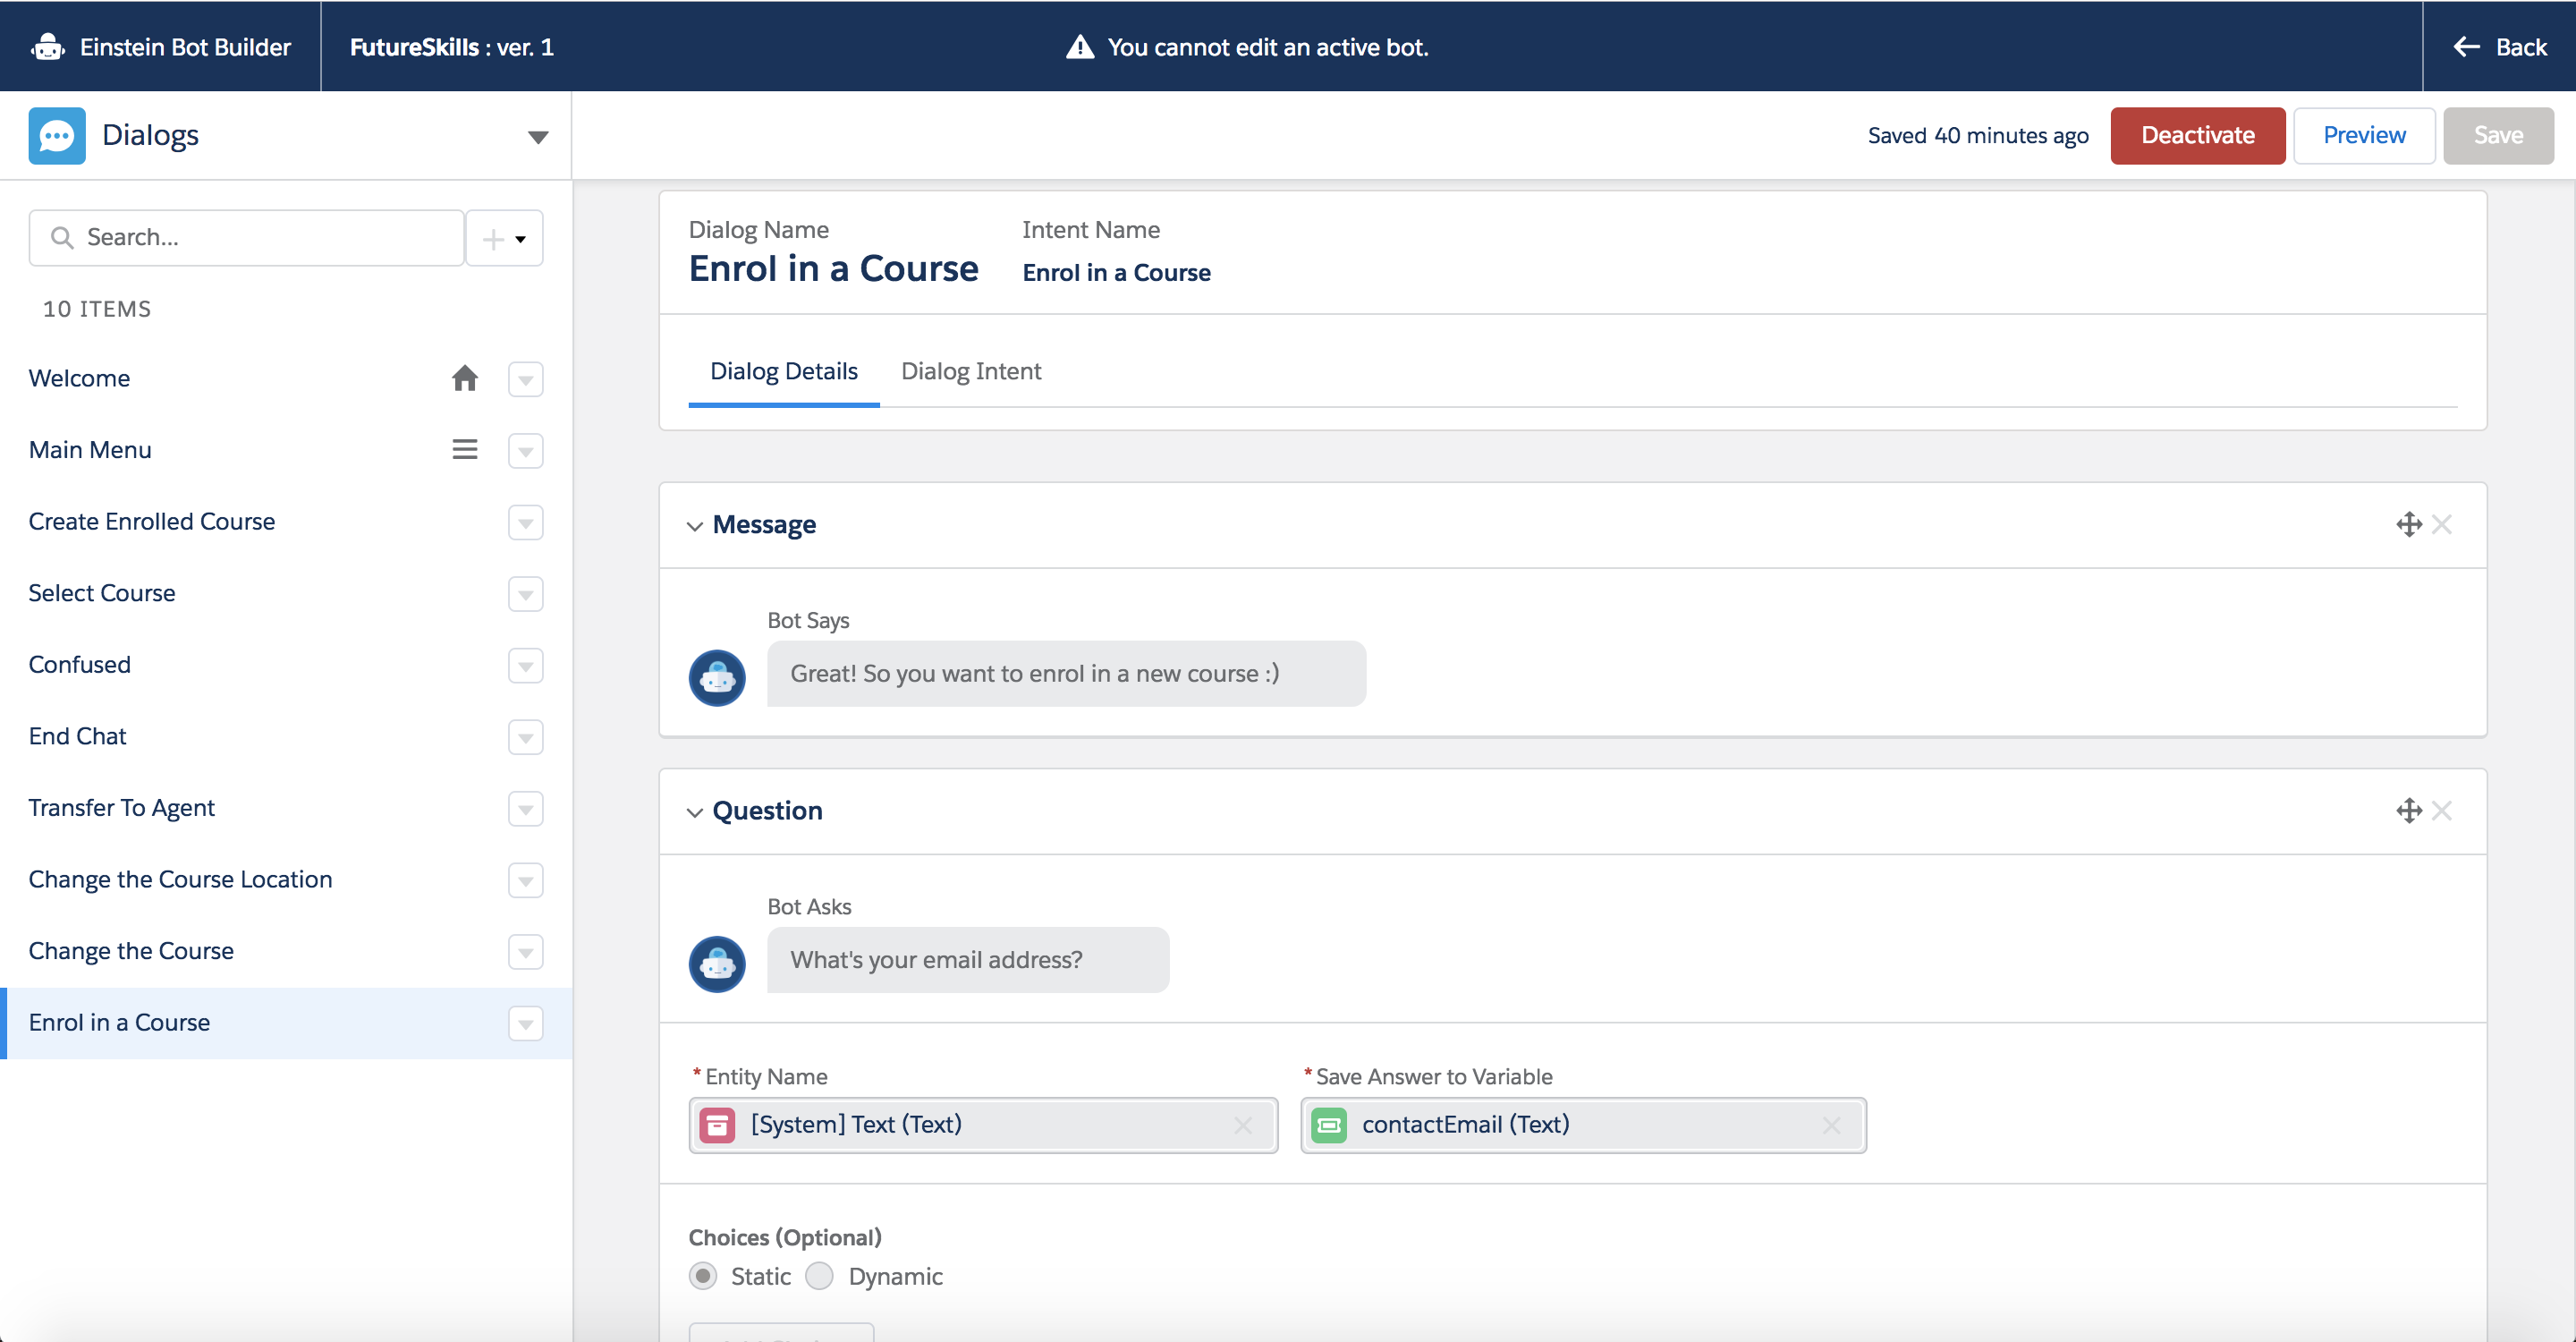 Einstein Bot Builder
FutureSkills : ver. 1
You cannot edit an active bot.
Back
Dialogs
Saved 40 minutes ago
Deactivate
Preview
Save
Search...
10 ITEMS
Welcome
Main Menu
Create Enrolled Course
Select Course
Confused
End Chat
Transfer To Agent
Change the Course Location
Change the Course
Enrol in a Course
Dialog Name
Enrol in a Course
Intent Name
Enrol in a Course
Dialog Details
Dialog Intent
Message
Bot Says
Great! So you want to enrol in a new course :)
Question
Bot Asks
What's your email address?
* Entity Name
[System] Text (Text)
* Save Answer to Variable
contactEmail (Text)
Choices (Optional)
Static
Dynamic